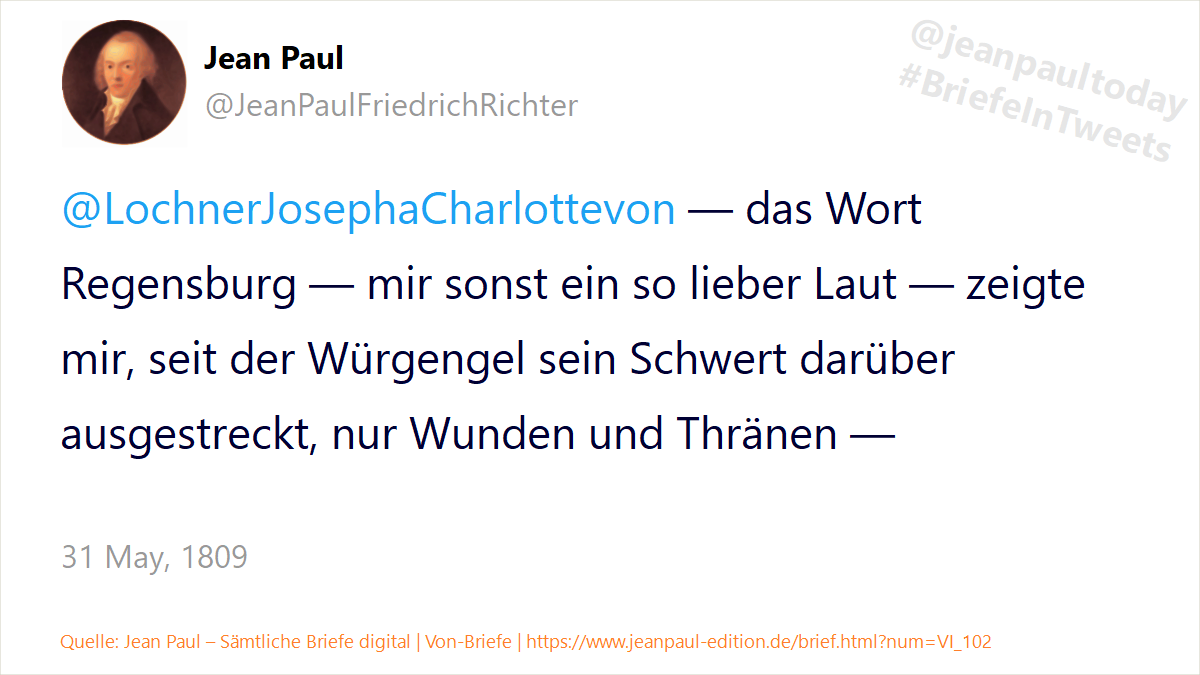 Jean Paul
@JeanPaulFriedrichRichter
@jeanpaultoday
#BriefeInTweets
@LochnerJosephaCharlottevon — das Wort
Regensburg — mir sonst ein so lieber Laut — zeigte
mir, seit der Würgengel sein Schwert darüber
ausgestreckt, nur Wunden und Thränen —
31 May, 1809
Quelle: Jean Paul – Sämtliche Briefe digital | Von-Briefe | https://www.jeanpaul-edition.de/brief.html?num=VI_102